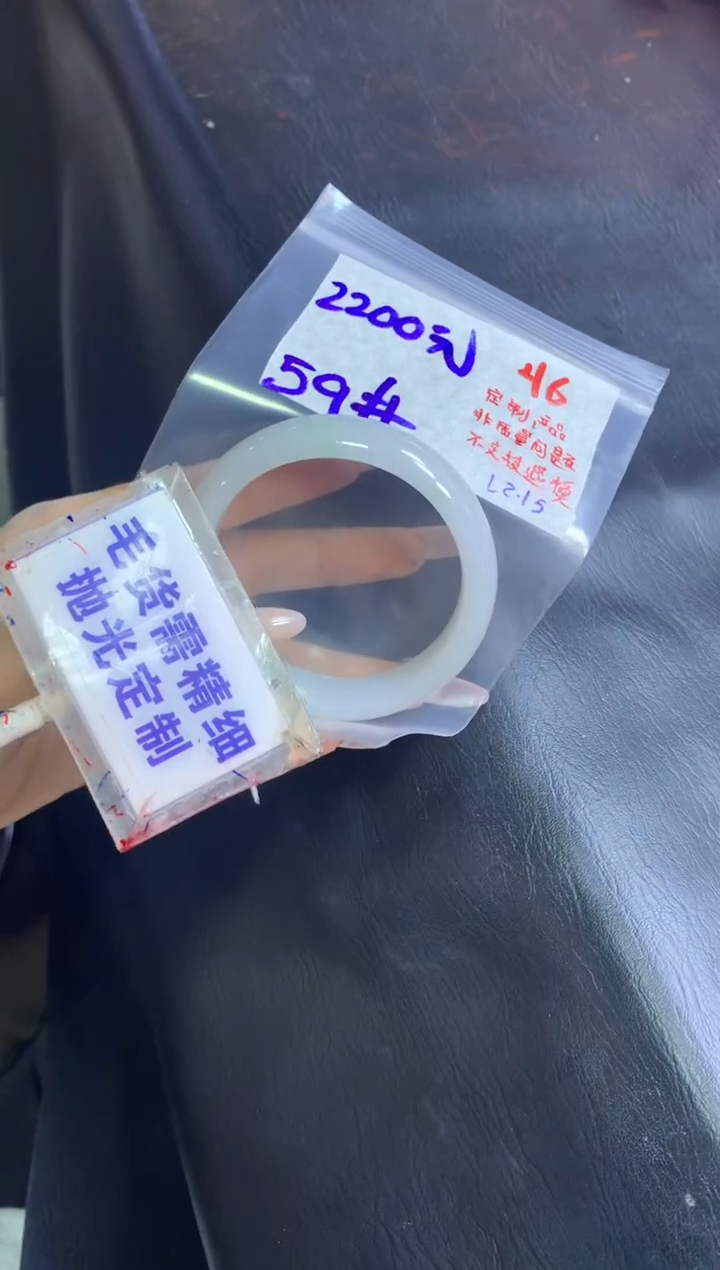 2200元
59#
46
定制产品
非质量问题
不支持退换
L2-15
毛货需精细
抛光定制